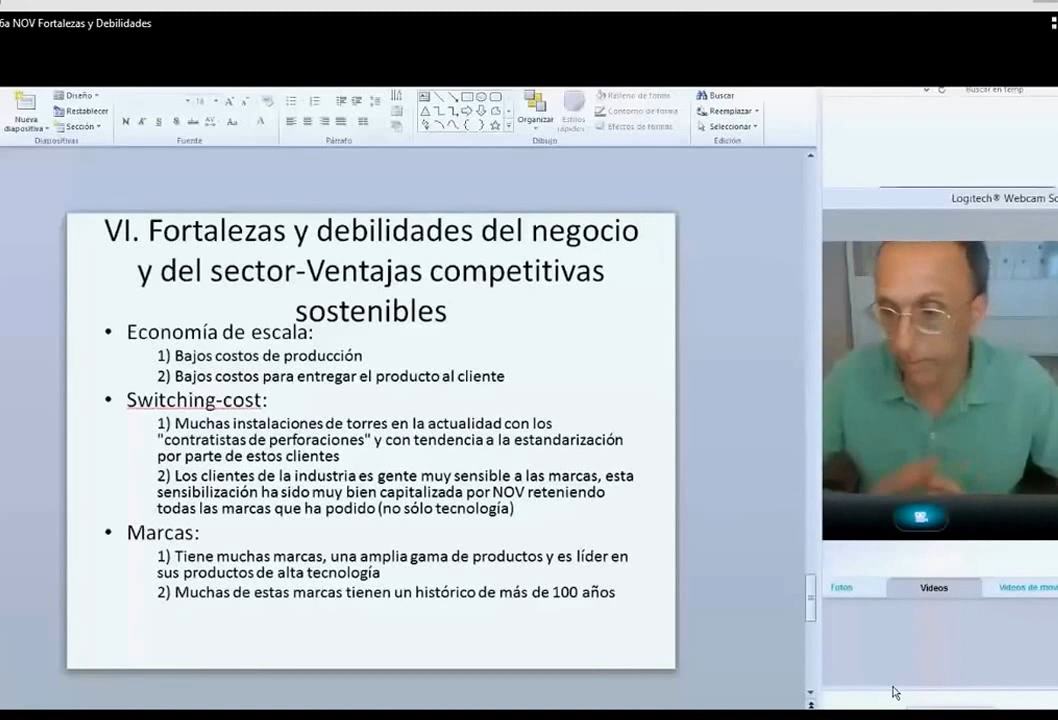 6a NOV Fortalezas y Debilidades
Diseño
Restablecer
Sección
Nueva
diapositiva
Diapositivas
Fuente
Párrafo
Organizar
Estilos
rápidos
Relleno de forma
Contorno de forma
Efectos de formas
Dibujo
Buscar
Reemplazar
Seleccionar
Edición
Logitech® Webcam So
VI. Fortalezas y debilidades del negocio
y del sector-Ventajas competitivas
sostenibles
• Economía de escala:
1) Bajos costos de producción
2) Bajos costos para entregar el producto al cliente
• Switching-cost:
1) Muchas instalaciones de torres en la actualidad con los
"contratistas de perforaciones" y con tendencia a la estandarización
por parte de estos clientes
2) Los clientes de la industria es gente muy sensible a las marcas, esta
sensibilización ha sido muy bien capitalizada por NOV reteniendo
todas las marcas que ha podido (no sólo tecnología)
• Marcas:
1) Tiene muchas marcas, una amplia gama de productos y es líder en
sus productos de alta tecnología
2) Muchas de estas marcas tienen un histórico de más de 100 años
Fotos
Videos
Videos de mov